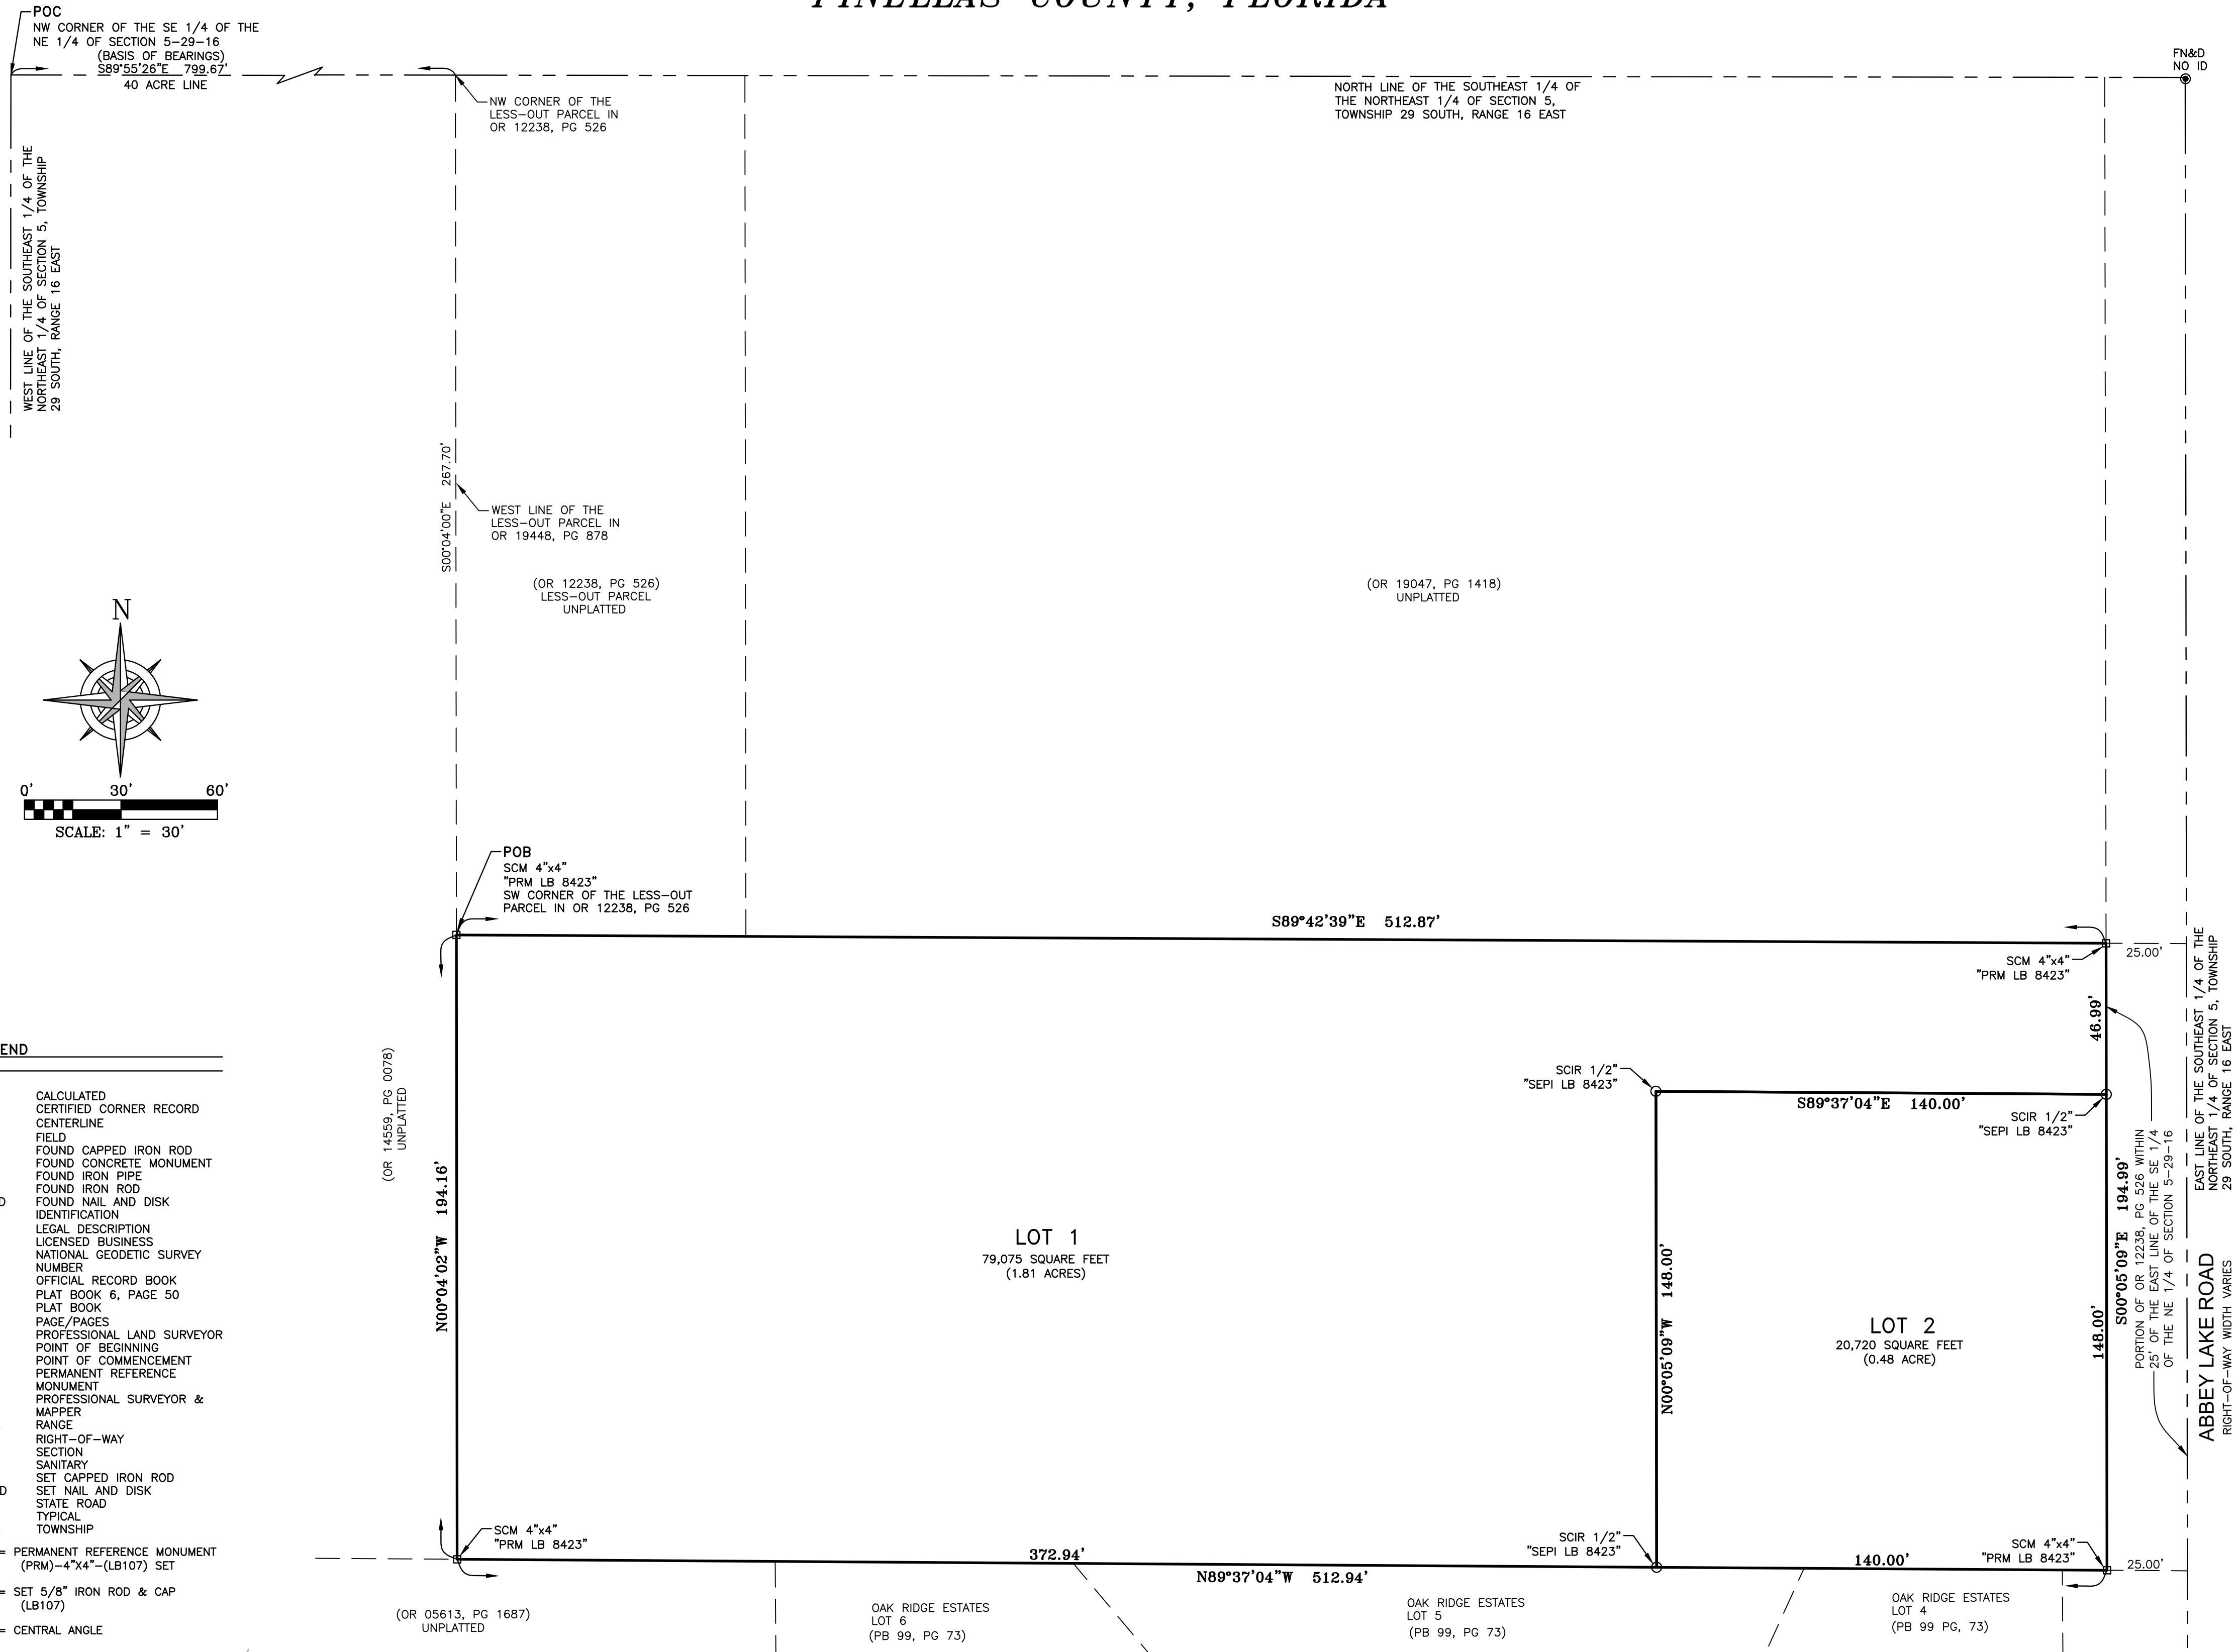 PINELLAS COUNTY, FLORIDA
POC
NW CORNER OF THE SE 1/4 OF THE
NE 1/4 OF SECTION 5-29-16
(BASIS OF BEARINGS)
S89°55'26"E 799.67'
40 ACRE LINE
NW CORNER OF THE
LESS-OUT PARCEL IN
OR 12238, PG 526
NORTH LINE OF THE SOUTHEAST 1/4 OF
THE NORTHEAST 1/4 OF SECTION 5,
TOWNSHIP 29 SOUTH, RANGE 16 EAST
FN&D
NO ID
WEST LINE OF THE SOUTHEAST 1/4 OF THE
NORTHEAST 1/4 OF SECTION 5, TOWNSHIP
29 SOUTH, RANGE 16 EAST
S00°04'00"E 267.70'
WEST LINE OF THE
LESS-OUT PARCEL IN
OR 19448, PG 878
(OR 12238, PG 526)
LESS-OUT PARCEL
UNPLATTED
(OR 19047, PG 1418)
UNPLATTED
N
0' 30' 60'
SCALE: 1" = 30'
POB
SCM 4"x4"
"PRM LB 8423"
SW CORNER OF THE LESS-OUT
PARCEL IN OR 12238, PG 526
S89°42'39"E 512.87'
SCM 4"x4"
"PRM LB 8423"
25.00'
46.99'
EAST LINE OF THE SOUTHEAST 1/4 OF THE
NORTHEAST 1/4 OF SECTION 5, TOWNSHIP
29 SOUTH, RANGE 16 EAST
(OR 14559, PG 0078)
UNPLATTED
N00°04'02"W 194.16'
SCIR 1/2"
"SEPI LB 8423"
S89°37'04"E 140.00'
SCIR 1/2"
"SEPI LB 8423"
LOT 1
79,075 SQUARE FEET
(1.81 ACRES)
N00°05'09"W 148.00'
LOT 2
20,720 SQUARE FEET
(0.48 ACRE)
148.00'
S00°05'09"E 194.99'
PORTION OF OR 12238, PG 526 WITHIN
25' OF THE EAST LINE OF THE SE 1/4
OF THE NE 1/4 OF SECTION 5-29-16
ABBEY LAKE ROAD
RIGHT-OF-WAY WIDTH VARIES
END
CALCULATED
CERTIFIED CORNER RECORD
CENTERLINE
FIELD
FOUND CAPPED IRON ROD
FOUND CONCRETE MONUMENT
FOUND IRON PIPE
FOUND IRON ROD
D FOUND NAIL AND DISK
IDENTIFICATION
LEGAL DESCRIPTION
LICENSED BUSINESS
NATIONAL GEODETIC SURVEY
NUMBER
OFFICIAL RECORD BOOK
PLAT BOOK 6, PAGE 50
PLAT BOOK
PAGE/PAGES
PROFESSIONAL LAND SURVEYOR
POINT OF BEGINNING
POINT OF COMMENCEMENT
PERMANENT REFERENCE
MONUMENT
PROFESSIONAL SURVEYOR &
MAPPER
RANGE
RIGHT-OF-WAY
SECTION
SANITARY
SET CAPPED IRON ROD
D SET NAIL AND DISK
STATE ROAD
TYPICAL
TOWNSHIP
= PERMANENT REFERENCE MONUMENT
(PRM)-4"X4"-(LB107) SET
= SET 5/8" IRON ROD & CAP
(LB107)
= CENTRAL ANGLE
SCM 4"x4"
"PRM LB 8423"
372.94'
N89°37'04"W 512.94'
SCIR 1/2"
"SEPI LB 8423"
140.00'
SCM 4"x4"
"PRM LB 8423"
25.00'
(OR 05613, PG 1687)
UNPLATTED
OAK RIDGE ESTATES
LOT 6
(PB 99, PG 73)
OAK RIDGE ESTATES
LOT 5
(PB 99, PG 73)
OAK RIDGE ESTATES
LOT 4
(PB 99 PG, 73)